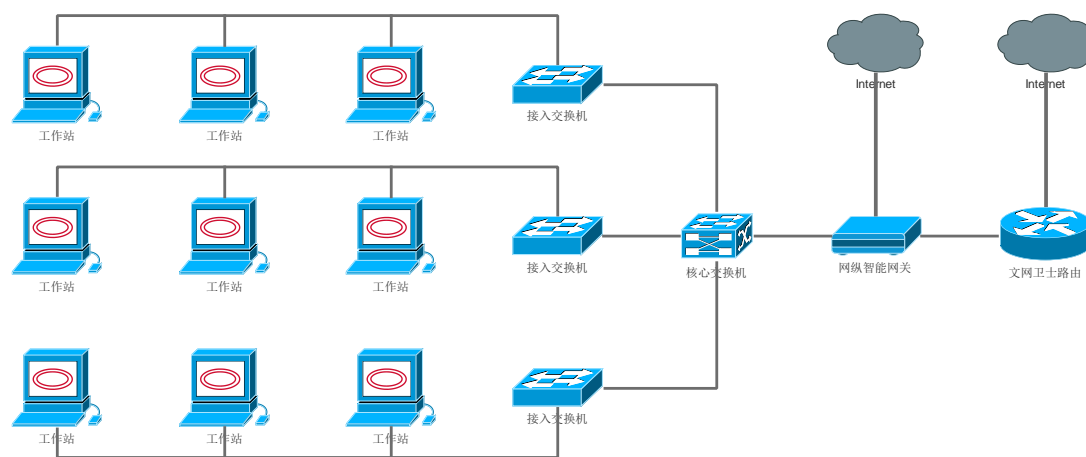 Internet
Internet
工作站
工作站
工作站
接入交换机
工作站
工作站
工作站
接入交换机
核心交换机
网纵智能网关
文网卫士路由
工作站
工作站
工作站
接入交换机